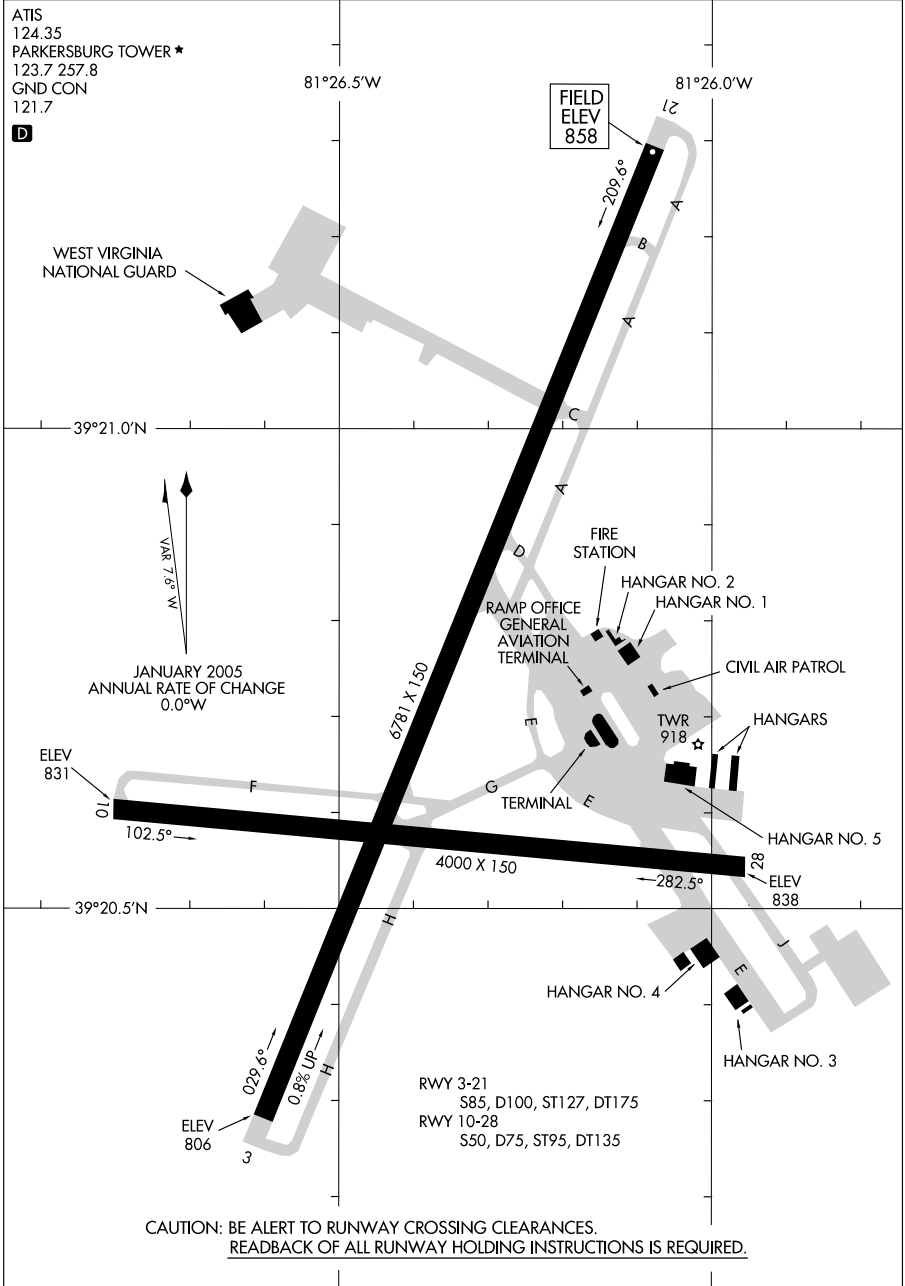 ATIS
124.35
PARKERSBURG TOWER ★
123.7 257.8
GND CON
121.7
D
81°26.5'W
81°26.0'W
FIELD
ELEV
858
21
209.6°
A
B
WEST VIRGINIA
NATIONAL GUARD
A
C
39°21.0'N
A
VAR 7.6° W
JANUARY 2005
ANNUAL RATE OF CHANGE
0.0°W
D
FIRE
STATION
HANGAR NO. 2
HANGAR NO. 1
RAMP OFFICE
GENERAL
AVIATION
TERMINAL
CIVIL AIR PATROL
6781 X 150
E
TWR
918
HANGARS
ELEV
831
F
G
E
TERMINAL
10
102.5°
HANGAR NO. 5
4000 X 150
28
282.5°
ELEV
838
39°20.5'N
H
J
E
HANGAR NO. 4
HANGAR NO. 3
029.6°
0.8% UP
H
ELEV
806
3
RWY 3-21
S85, D100, ST127, DT175
RWY 10-28
S50, D75, ST95, DT135
CAUTION: BE ALERT TO RUNWAY CROSSING CLEARANCES.
READBACK OF ALL RUNWAY HOLDING INSTRUCTIONS IS REQUIRED.